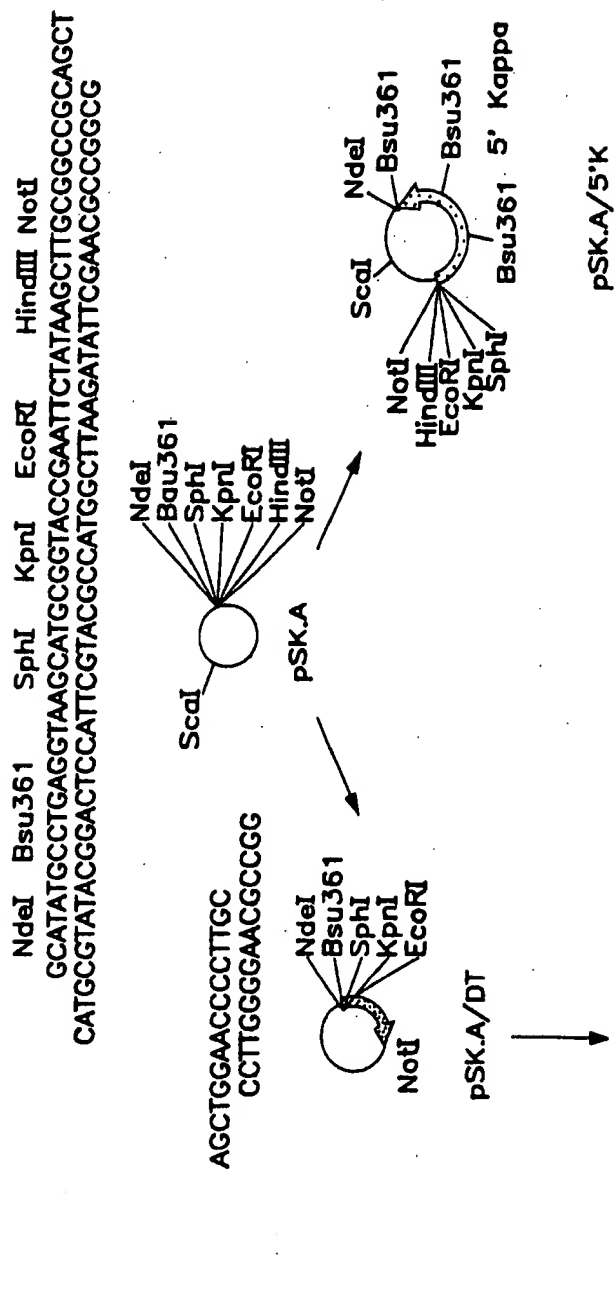 NdeI Bsu361 SphI KpnI EcoRI HindIII NotI
GCATATGCCTGAGGTAAGCATGCGGTACCGAATTCTATAAGCTTGCGGCCGCAGCT
CATGCGTATACGGACTCCATTCGTACGCCATGGCTTAAGATATTCGAACGCCGGCG
AGCTGGAACCCCTTGC
CCTTGGGGAACGCCGG
NdeI
Bsu361
SphI
KpnI
EcoRI
NotI
pSK.A/DT
ScaI
NdeI
Bau361
SphI
KpnI
EcoRI
HindIII
NotI
pSK.A
ScaI
NdeI
Bsu361
Bsu361
Bsu361 5' Kappa
NotI
HindIII
EcoRI
KpnI
SphI
pSK.A/5'K